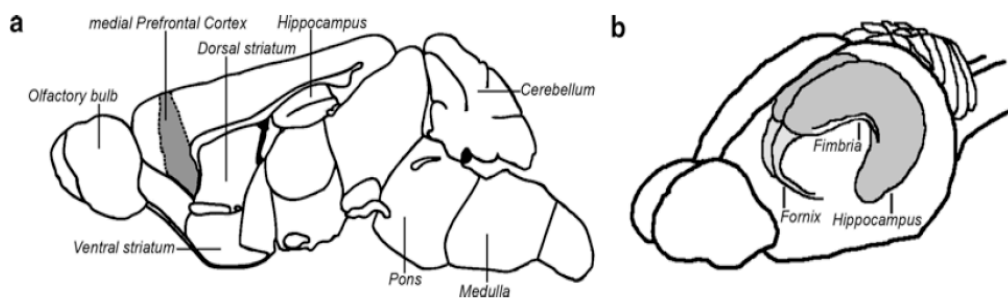 a
medial Prefrontal Cortex
Hippocampus
Dorsal striatum
Olfactory bulb
Cerebellum
Ventral striatum
Pons
Medulla
b
Fimbria
Fornix
Hippocampus